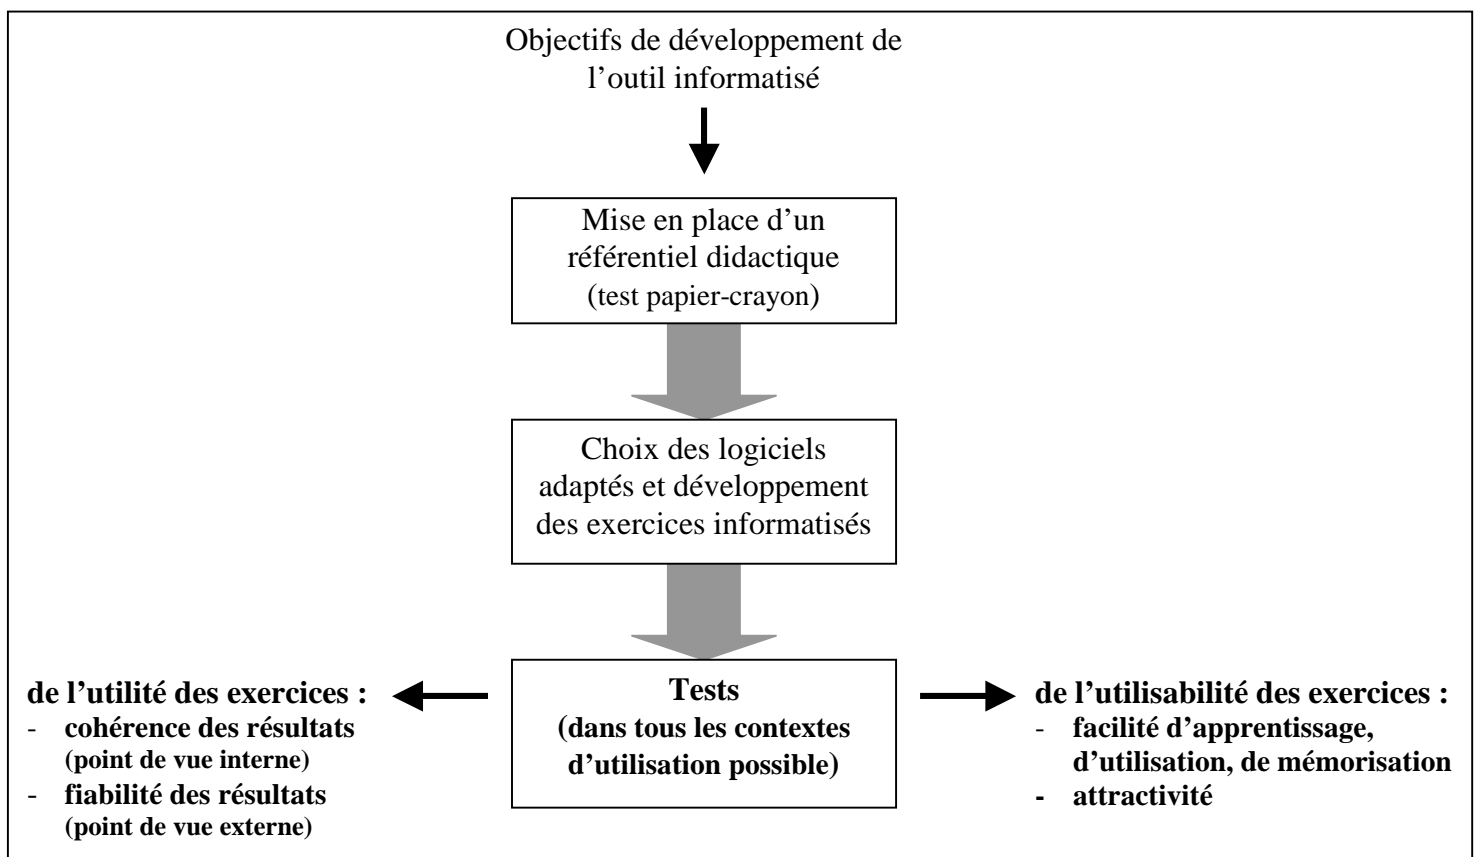 Objectifs de développement de
l’outil informatisé
Mise en place d’un
référentiel didactique
(test papier-crayon)
Choix des logiciels
adaptés et développement
des exercices informatisés
Tests
(dans tous les contextes
d’utilisation possible)
de l’utilité des exercices :
- cohérence des résultats
(point de vue interne)
- fiabilité des résultats
(point de vue externe)
de l’utilisabilité des exercices :
- facilité d’apprentissage,
d’utilisation, de mémorisation
- attractivité